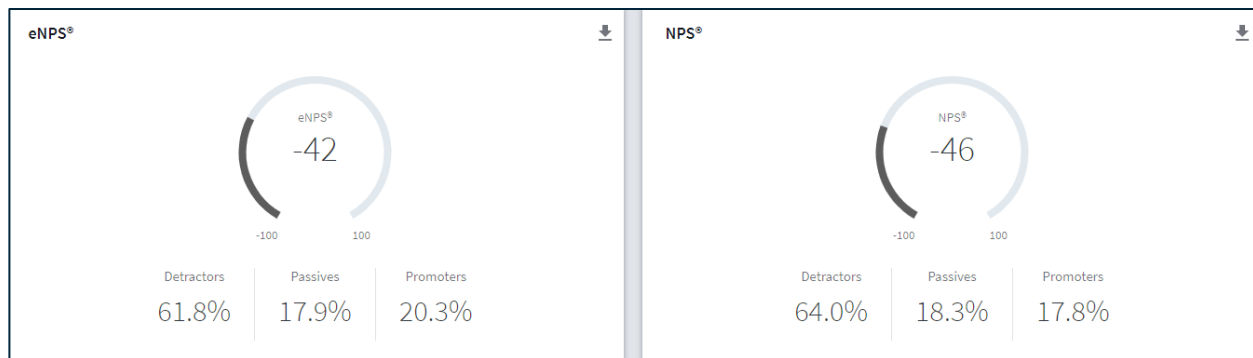 eNPS®
eNPS®
-42
-100 100
Detractors Passives Promoters
61.8% 17.9% 20.3%
NPS®
NPS®
-46
-100 100
Detractors Passives Promoters
64.0% 18.3% 17.8%